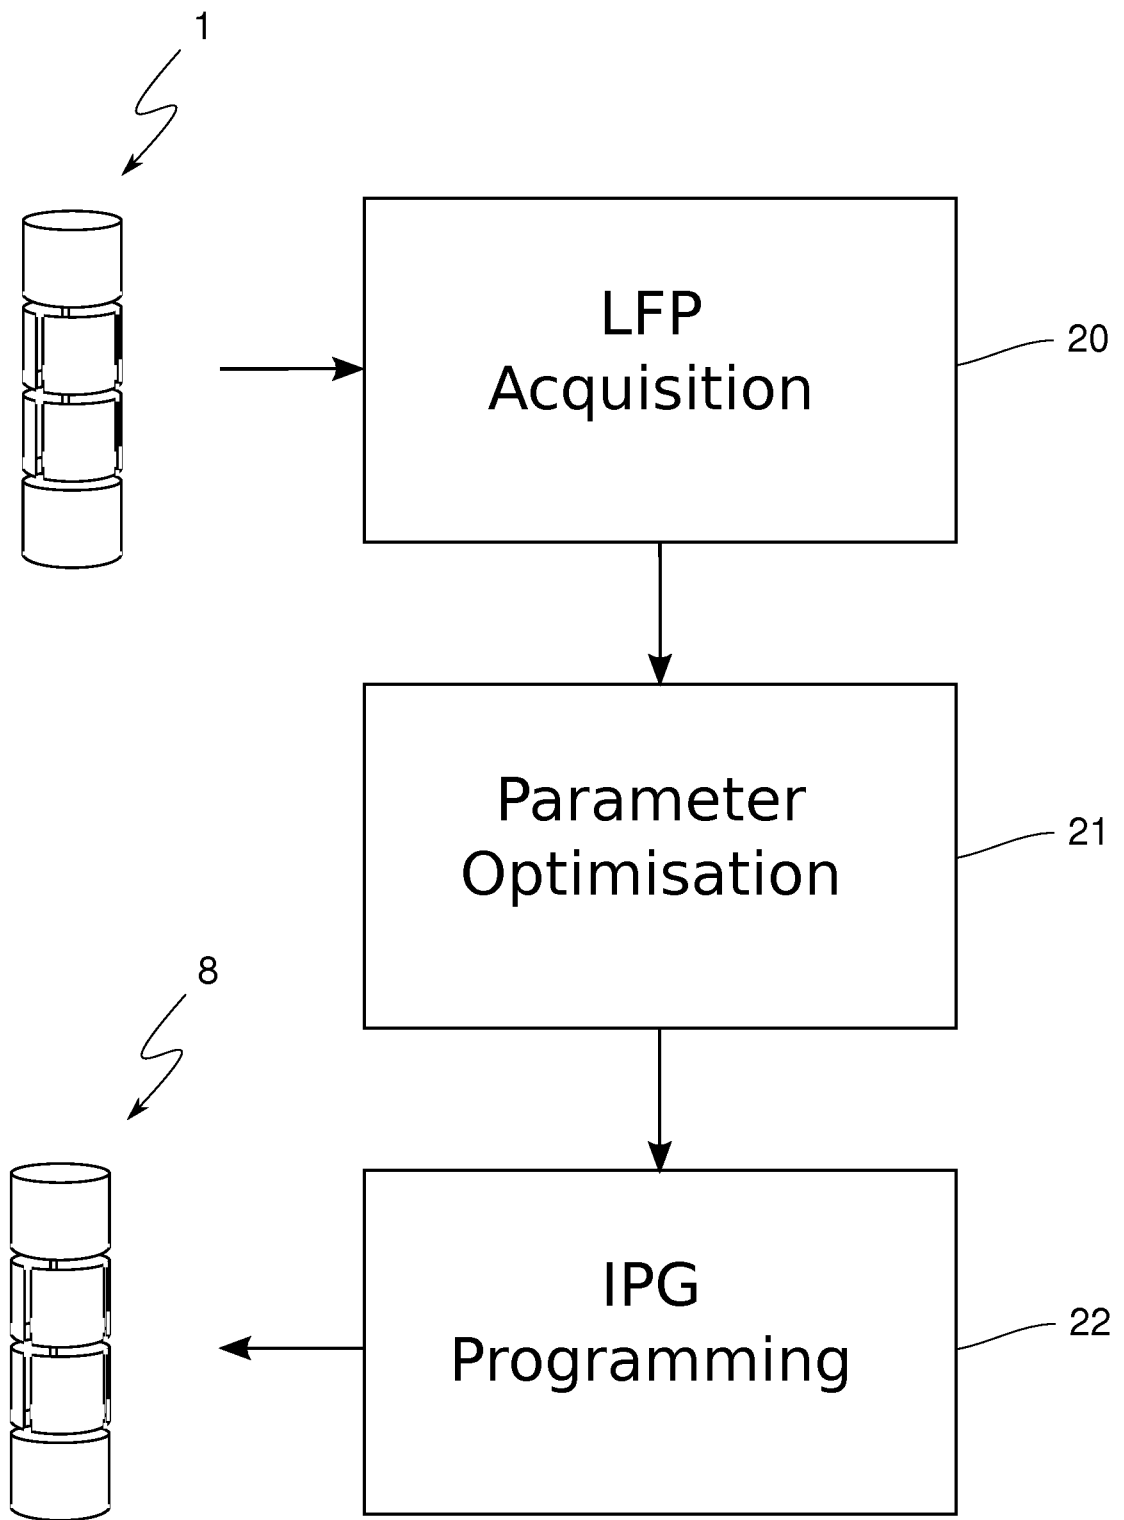 1
LFP
Acquisition
20
Parameter
Optimisation
21
8
IPG
Programming
22